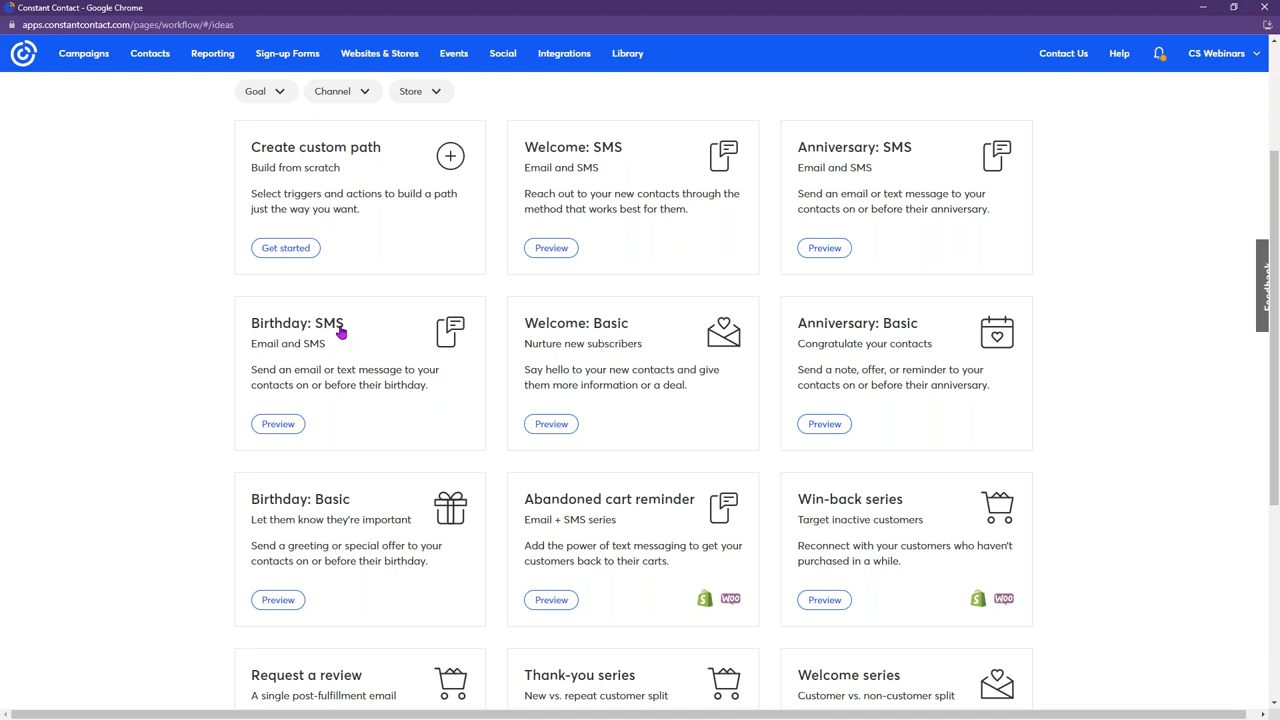 Constant Contact - Google Chrome
apps.constantcontact.com/pages/workflow/#/ideas
Campaigns Contacts Reporting Sign-up Forms Websites & Stores Events Social Integrations Library Contact Us Help CS Webinars
Goal Channel Store
Create custom path
Build from scratch
Select triggers and actions to build a path
just the way you want.
Get started
Welcome: SMS
Email and SMS
Reach out to your new contacts through the
method that works best for them.
Preview
Anniversary: SMS
Email and SMS
Send an email or text message to your
contacts on or before their anniversary.
Preview
Birthday: SMS
Email and SMS
Send an email or text message to your
contacts on or before their birthday.
Preview
Welcome: Basic
Nurture new subscribers
Say hello to your new contacts and give
them more information or a deal.
Preview
Anniversary: Basic
Congratulate your contacts
Send a note, offer, or reminder to your
contacts on or before their anniversary.
Preview
Birthday: Basic
Let them know they're important
Send a greeting or special offer to your
contacts on or before their birthday.
Preview
Abandoned cart reminder
Email + SMS series
Add the power of text messaging to get your
customers back to their carts.
Preview
WOO
Win-back series
Target inactive customers
Reconnect with your customers who haven't
purchased in a while.
Preview
WOO
Request a review
A single post-fulfillment email
Thank-you series
New vs. repeat customer split
Welcome series
Customer vs. non-customer split
Feedback